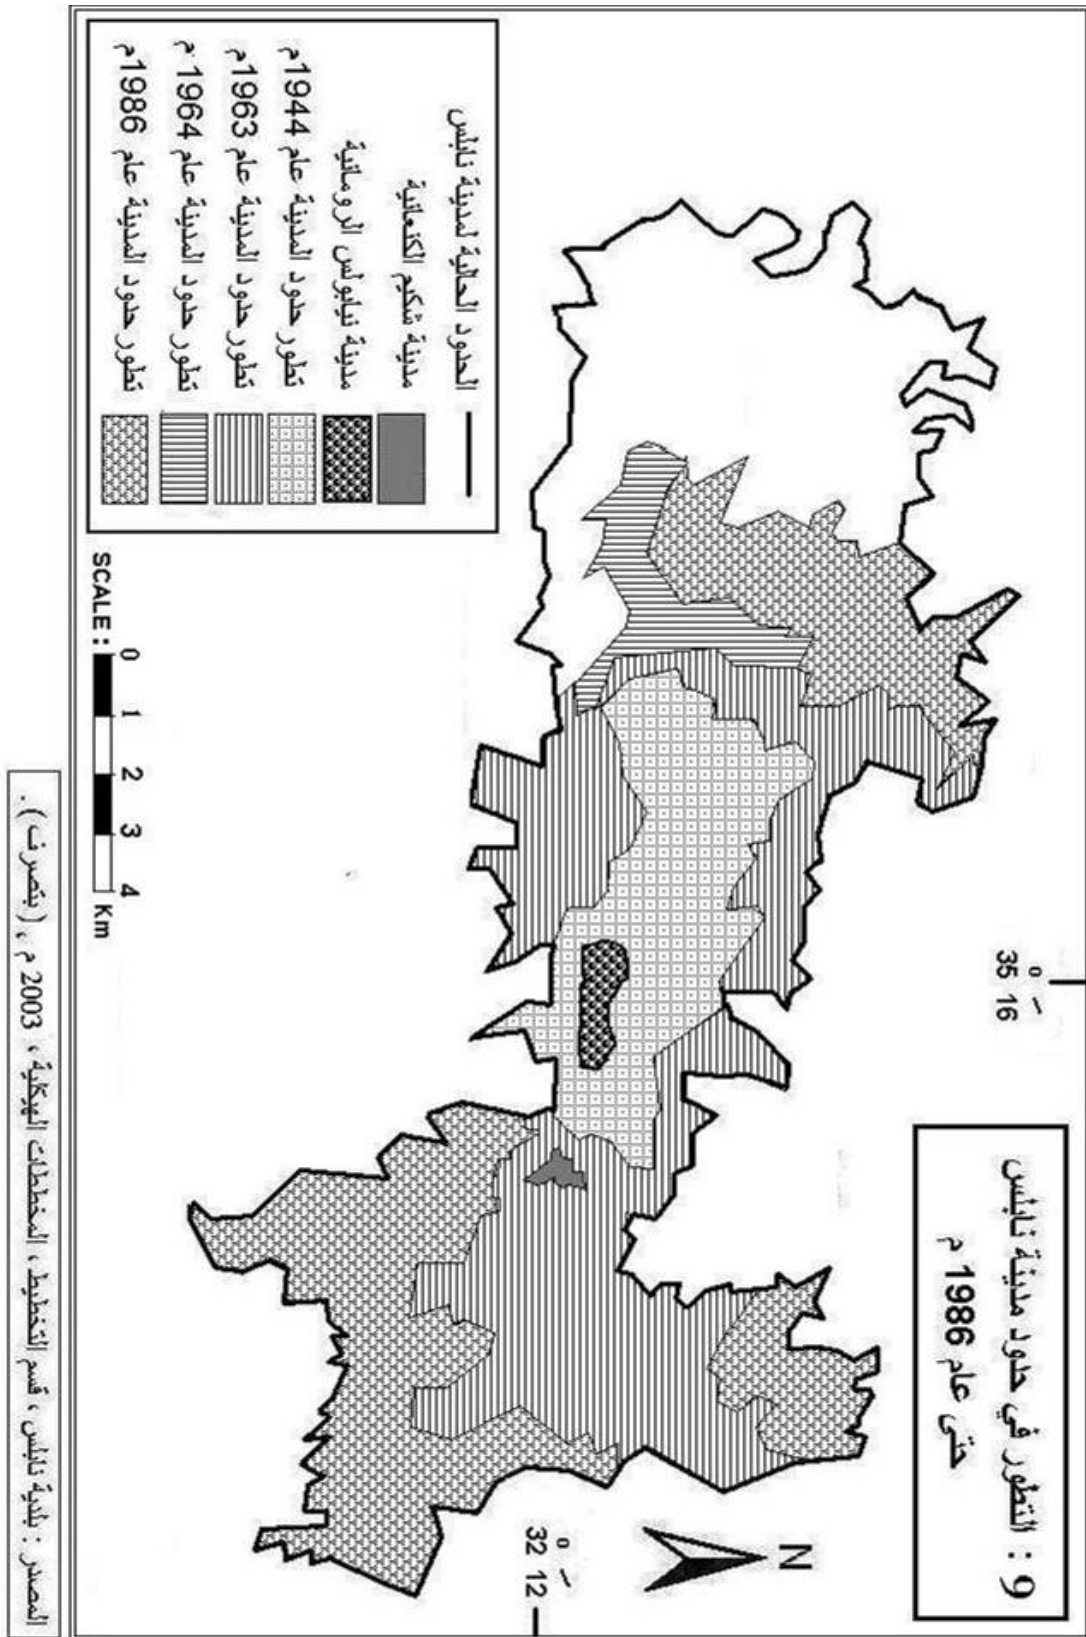 9 : التطور في حدود مدينة نابلس
حتى عام 1986 م
N
35 16
32 12
الحدود الحالية لمدينة نابلس
مدينة شكيم الكنعانية
مدينة نيابولس الرومانية
تطور حدود المدينة عام 1944م
تطور حدود المدينة عام 1963م
تطور حدود المدينة عام 1964م
تطور حدود المدينة عام 1986م
SCALE : 0 1 2 3 4 Km
المصدر : بلدية نابلس ، قسم التخطيط ، المخططات الهيكلية ، 2003 م ، ( بتصرف ) .